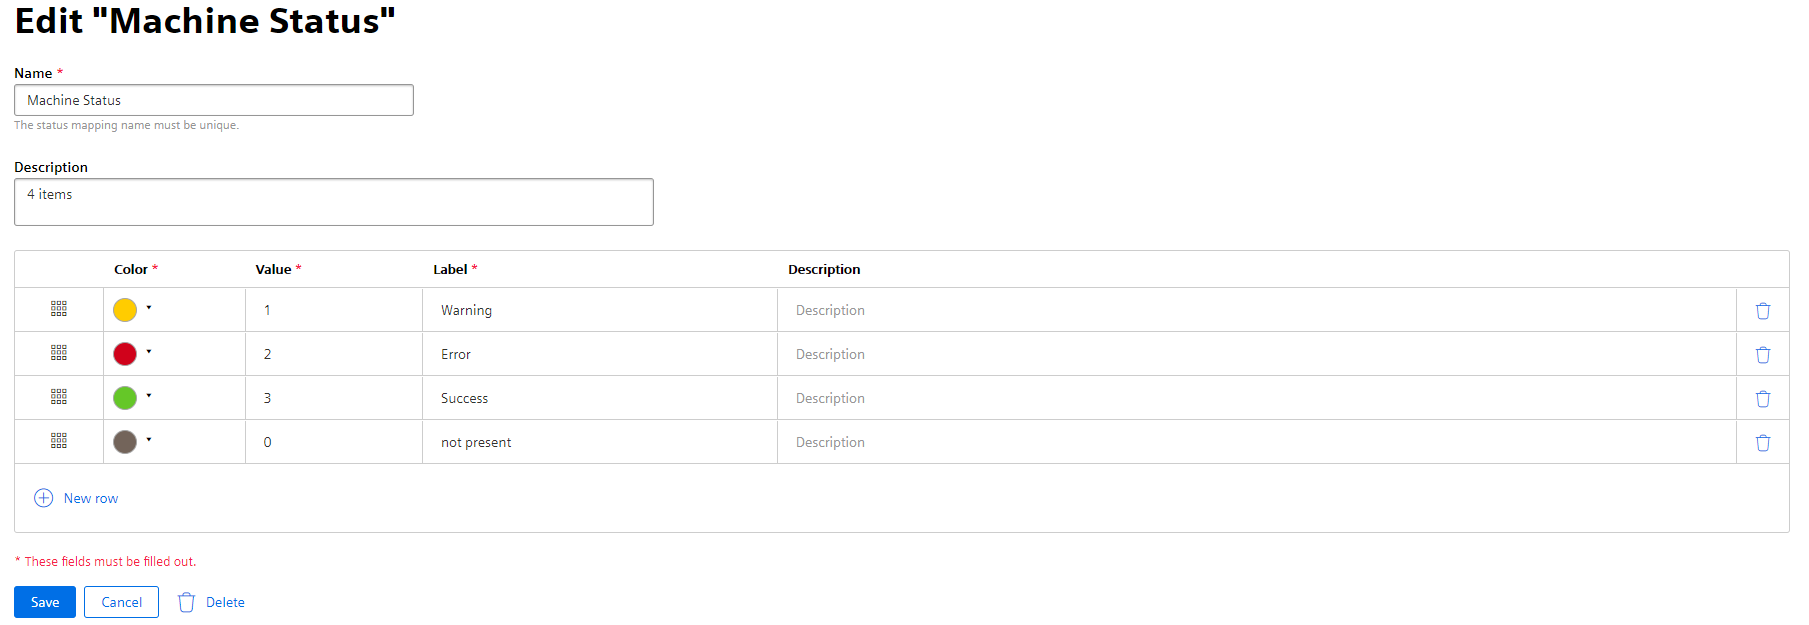 Edit "Machine Status"
Name *
Machine Status
The status mapping name must be unique.
Description
4 items
Color * Value * Label * Description
1 Warning Description
2 Error Description
3 Success Description
0 not present Description
New row
* These fields must be filled out.
Save Cancel Delete